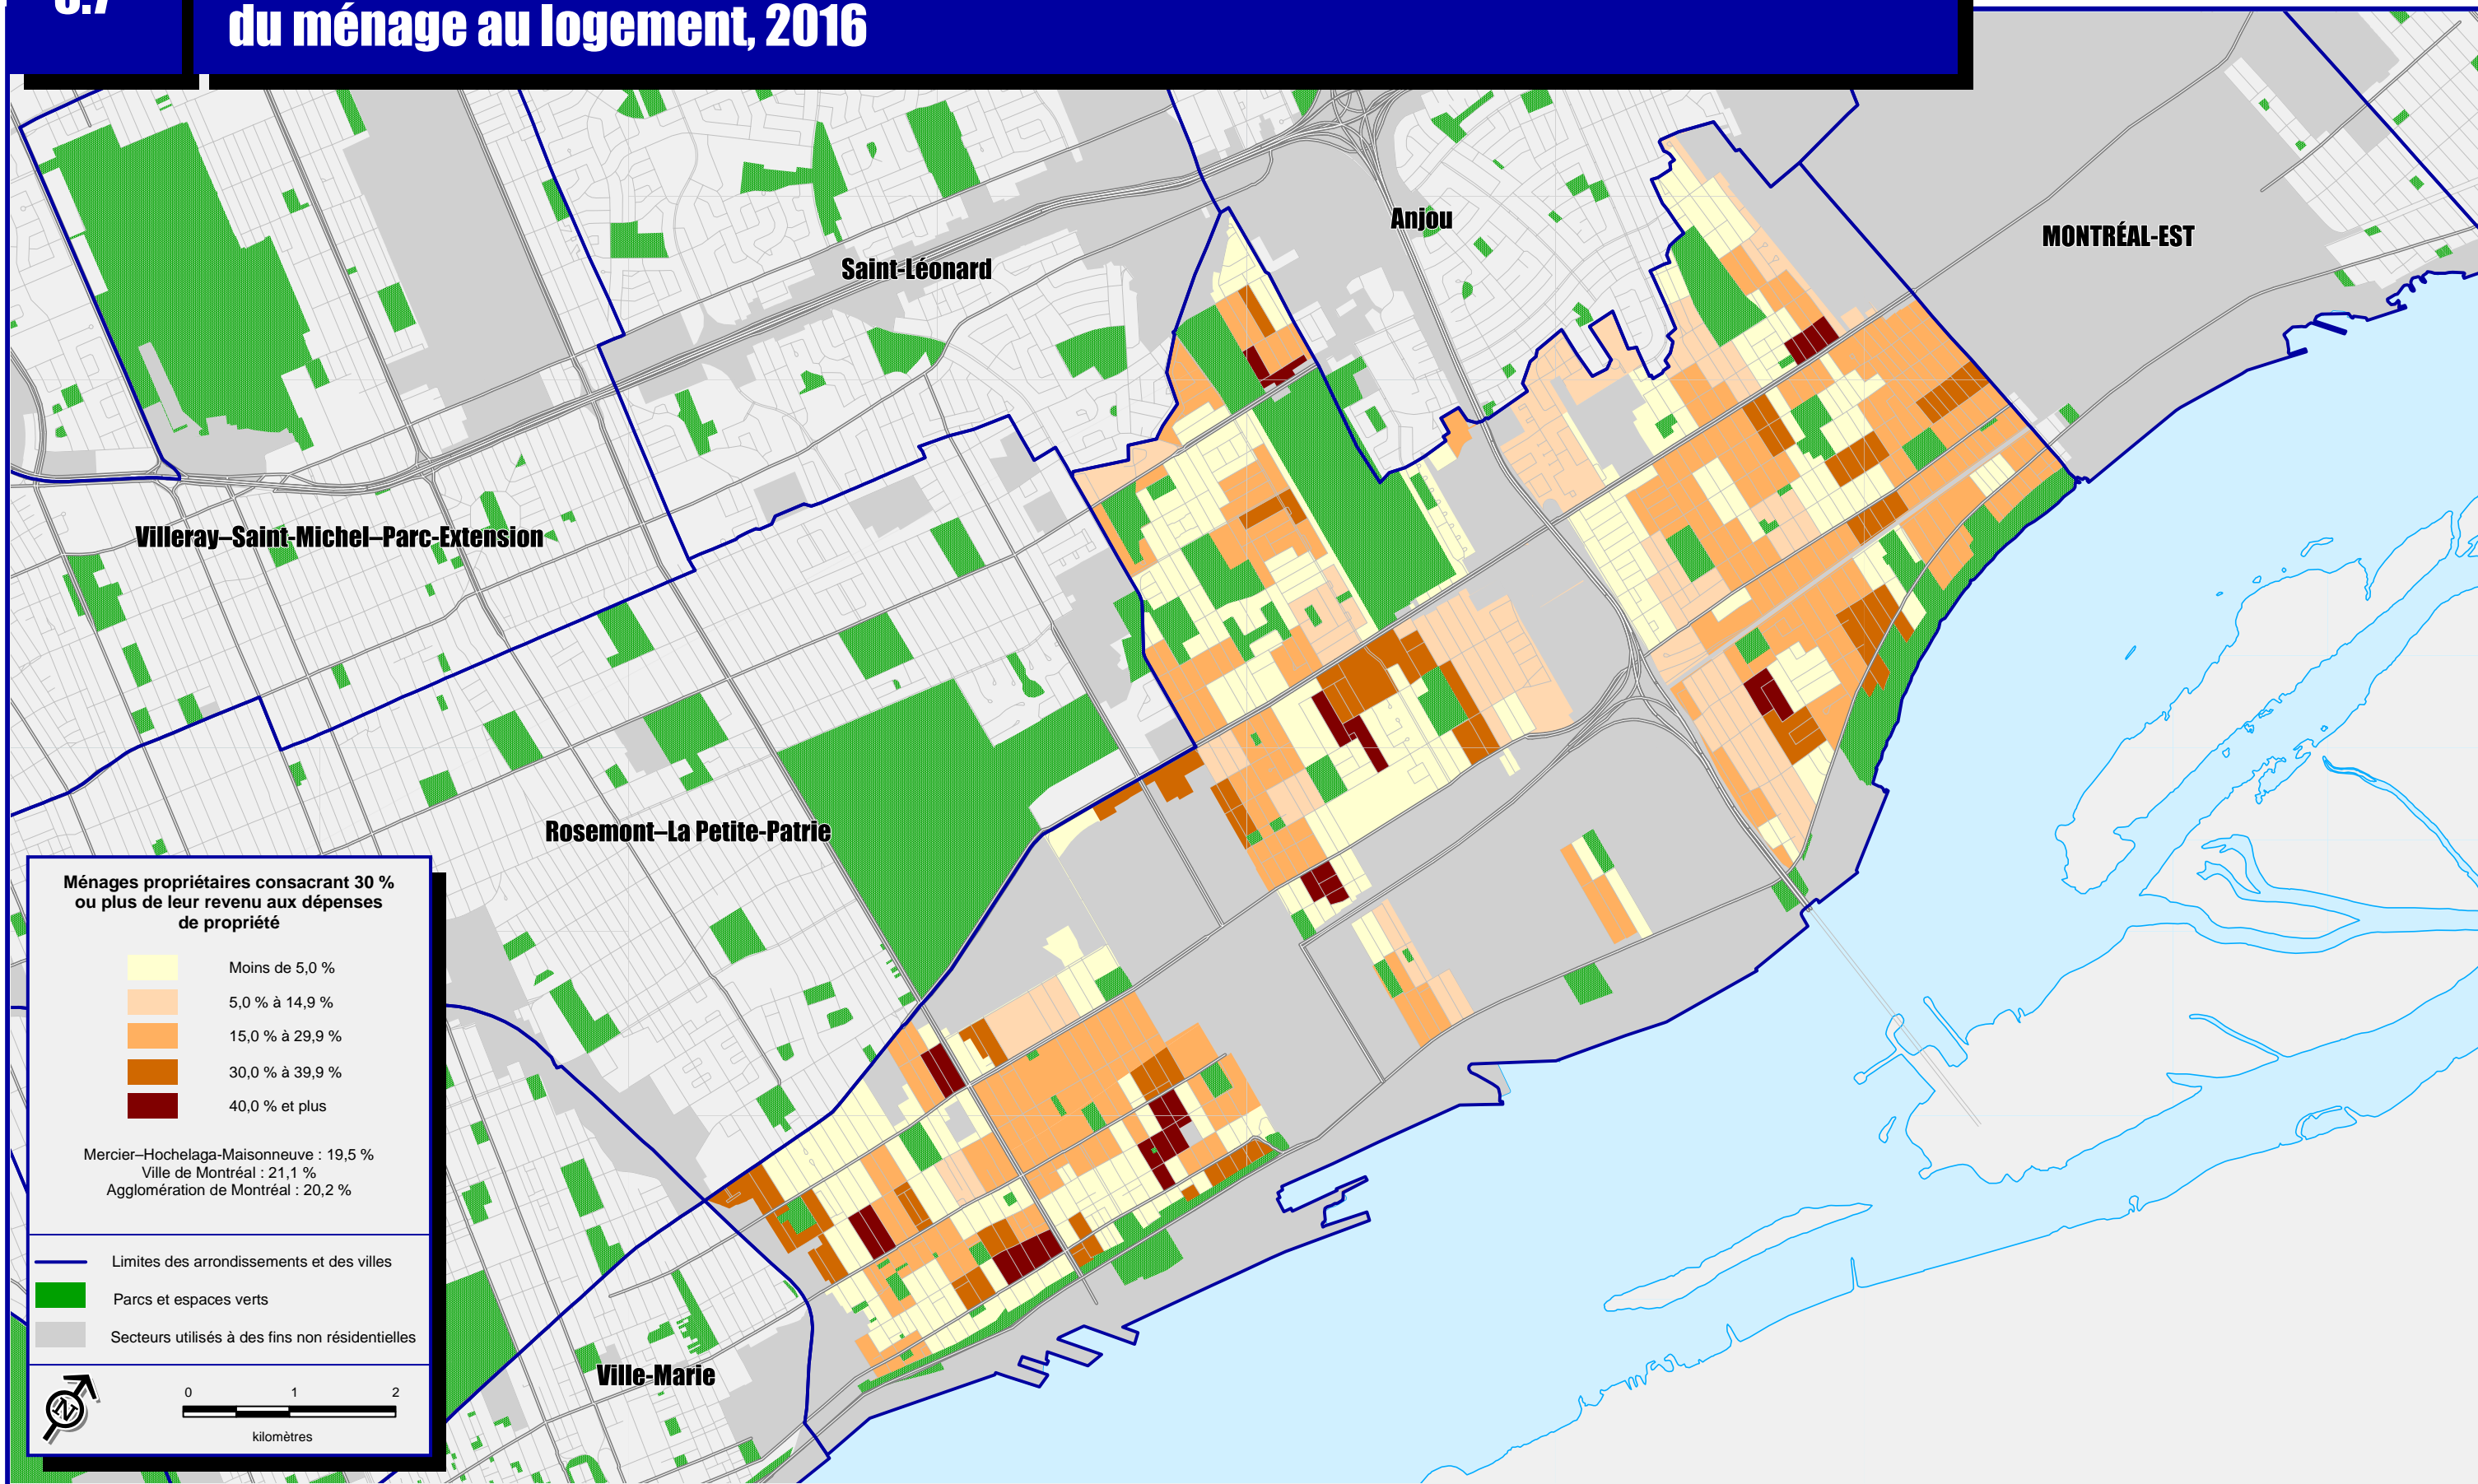 du ménage au logement, 2016
Anjou
MONTRÉAL-EST
Saint-Léonard
Villeray–Saint-Michel–Parc-Extension
Rosemont–La Petite-Patrie
Ville-Marie
Ménages propriétaires consacrant 30 %
ou plus de leur revenu aux dépenses
de propriété
Moins de 5,0 %
5,0 % à 14,9 %
15,0 % à 29,9 %
30,0 % à 39,9 %
40,0 % et plus
Mercier–Hochelaga-Maisonneuve : 19,5 %
Ville de Montréal : 21,1 %
Agglomération de Montréal : 20,2 %
Limites des arrondissements et des villes
Parcs et espaces verts
Secteurs utilisés à des fins non résidentielles
N
0 1 2
kilomètres